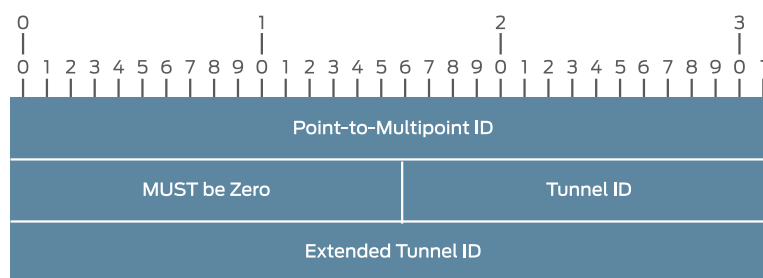 0 1 2 3
0 1 2 3 4 5 6 7 8 9 0 1 2 3 4 5 6 7 8 9 0 1 2 3 4 5 6 7 8 9 0 1
Point-to-Multipoint ID
MUST be Zero Tunnel ID
Extended Tunnel ID